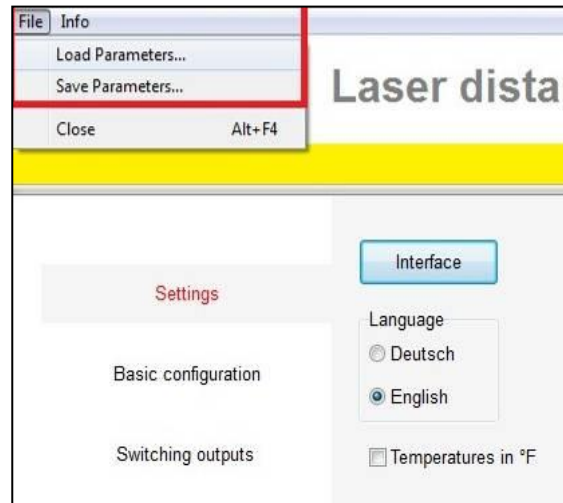 File Info
Load Parameters...
Save Parameters...
Close Alt+F4
Laser dista
Settings
Basic configuration
Switching outputs
Interface
Language
Deutsch
English
Temperatures in °F